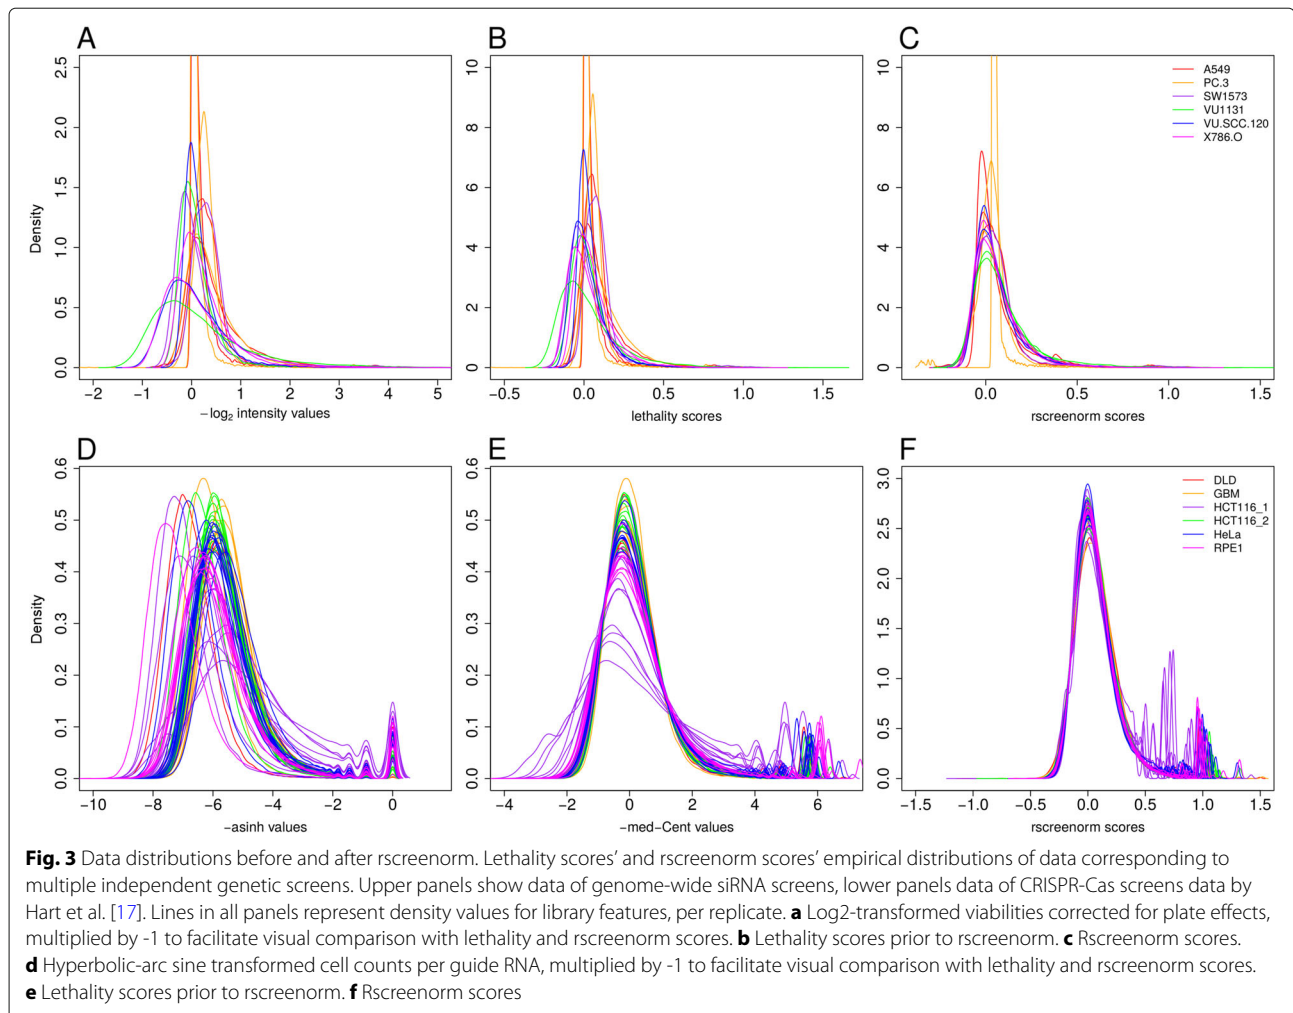 A
B
C
2.5
2.0
1.5
1.0
0.5
0.0
Density
−2 −1 0 1 2 3 4 5
−log2 intensity values
10
8
6
4
2
0
−0.5 0.0 0.5 1.0 1.5
lethality scores
10
8
6
4
2
0
0.0 0.5 1.0 1.5
rscreenorm scores
A549
PC.3
SW1573
VU1131
VU.SCC.120
X786.O
D
E
F
0.6
0.5
0.4
0.3
0.2
0.1
0.0
Density
−10 −8 −6 −4 −2 0
−asinh values
0.6
0.5
0.4
0.3
0.2
0.1
0.0
−4 −2 0 2 4 6
−med−Cent values
3.0
2.5
2.0
1.5
1.0
0.5
0.0
−1.5 −1.0 −0.5 0.0 0.5 1.0 1.5
rscreenorm scores
DLD
GBM
HCT116_1
HCT116_2
HeLa
RPE1
Fig. 3 Data distributions before and after rscreenorm. Lethality scores’ and rscreenorm scores’ empirical distributions of data corresponding to
multiple independent genetic screens. Upper panels show data of genome-wide siRNA screens, lower panels data of CRISPR-Cas screens data by
Hart et al. [17]. Lines in all panels represent density values for library features, per replicate. a Log2-transformed viabilities corrected for plate effects,
multiplied by -1 to facilitate visual comparison with lethality and rscreenorm scores. b Lethality scores prior to rscreenorm. c Rscreenorm scores.
d Hyperbolic-arc sine transformed cell counts per guide RNA, multiplied by -1 to facilitate visual comparison with lethality and rscreenorm scores.
e Lethality scores prior to rscreenorm. f Rscreenorm scores